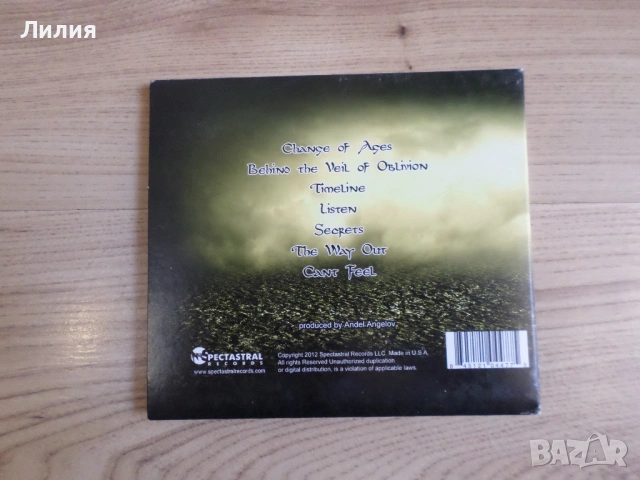 Лилия
Change of Ages
Behind the Veil of Oblivion
Timeline
Listen
Secrets
The Way Out
Cant Feel
produced by Andel Angelov
SPECTASTRAL
RECORDS
www.spectastralrecords.com
Copyright 2012 Spectastral Records LLC. Made in U.S.A.
All rights Reserved Unauthorized duplication
or digital distribution, is a violation of applicable laws.
BAZAR